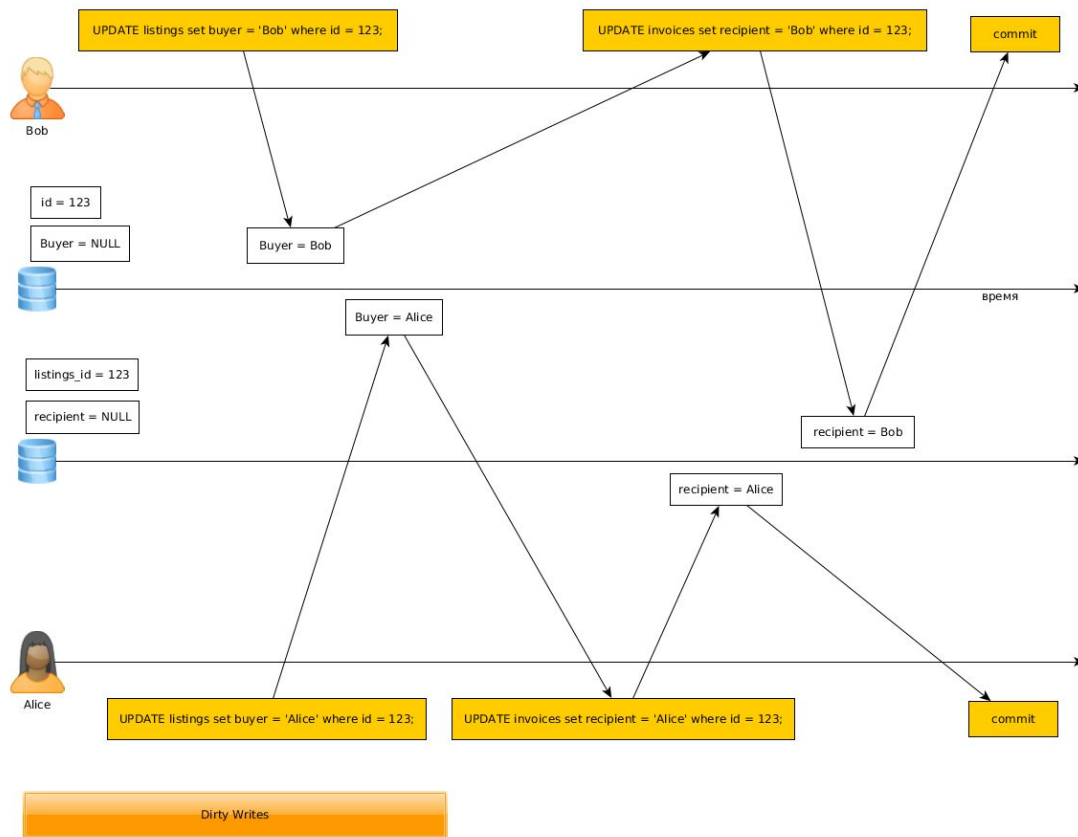 UPDATE listings set buyer = 'Bob' where id = 123;
UPDATE invoices set recipient = 'Bob' where id = 123;
commit
Bob
id = 123
Buyer = NULL
Buyer = Bob
время
Buyer = Alice
listings_id = 123
recipient = NULL
recipient = Bob
recipient = Alice
Alice
UPDATE listings set buyer = 'Alice' where id = 123;
UPDATE invoices set recipient = 'Alice' where id = 123;
commit
Dirty Writes